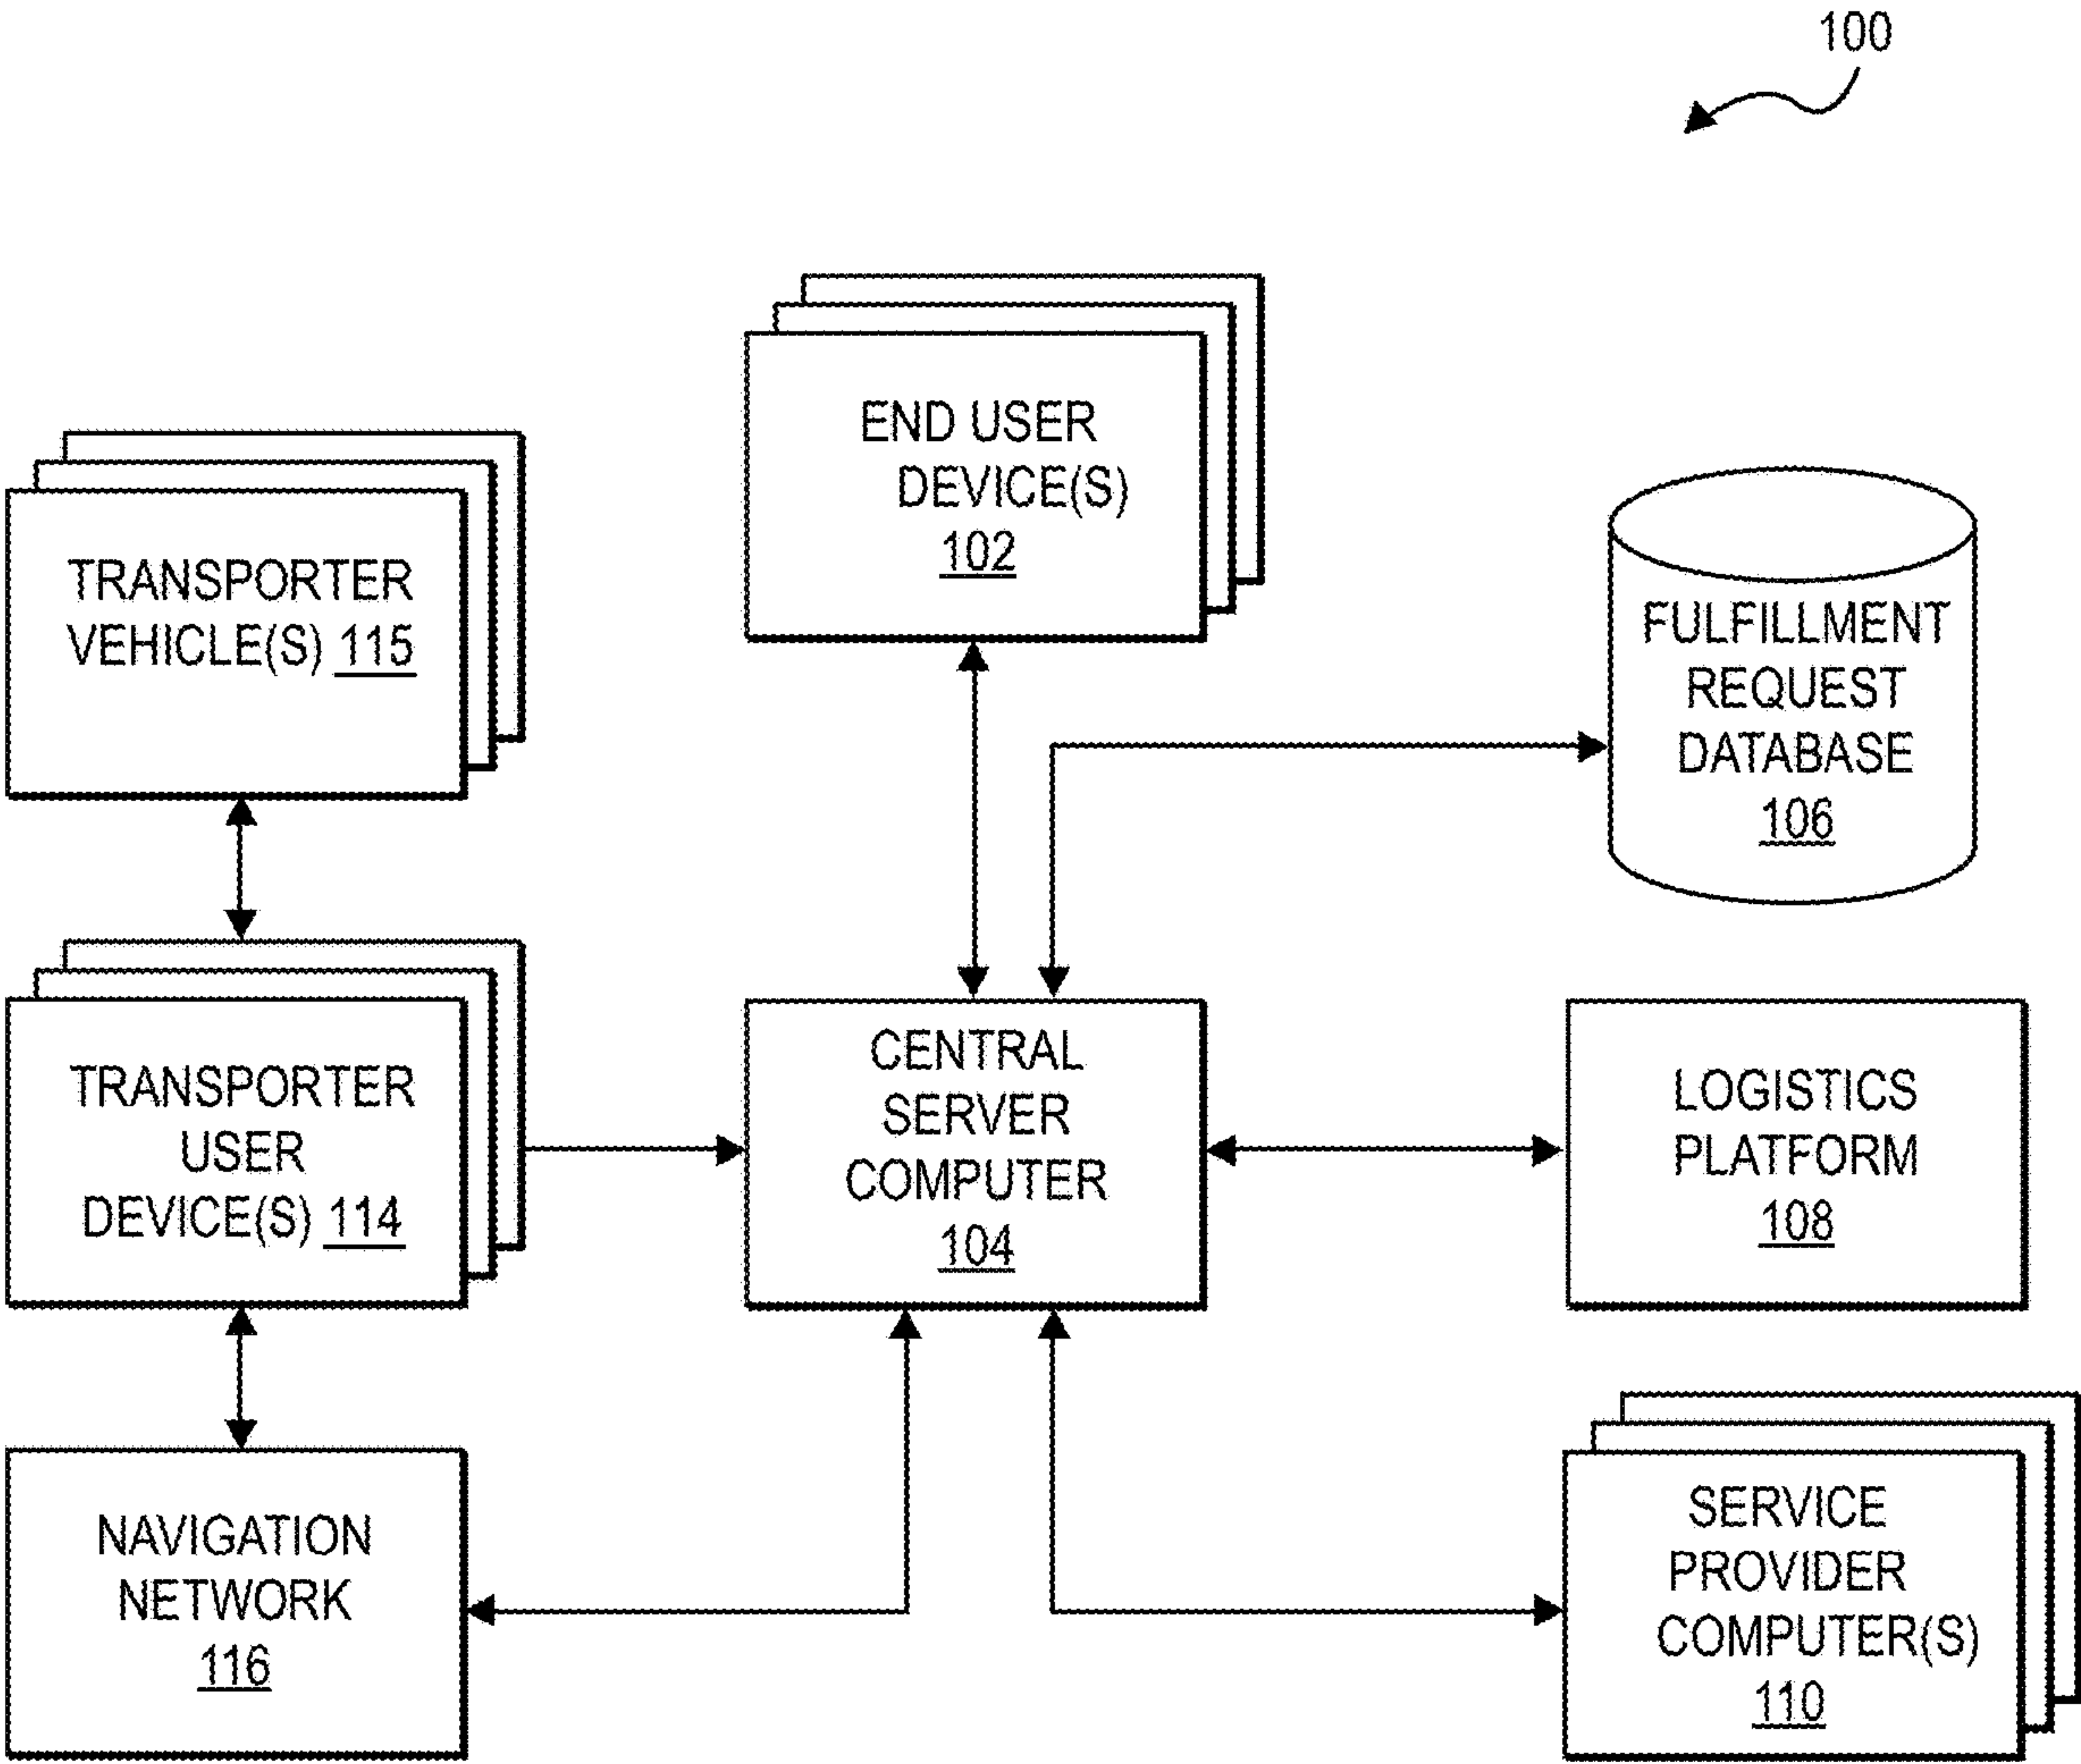 100
END USER
DEVICE(S)
102
TRANSPORTER
VEHICLE(S) 115
FULFILLMENT
REQUEST
DATABASE
106
TRANSPORTER
USER
DEVICE(S) 114
CENTRAL
SERVER
COMPUTER
104
LOGISTICS
PLATFORM
108
NAVIGATION
NETWORK
116
SERVICE
PROVIDER
COMPUTER(S)
110